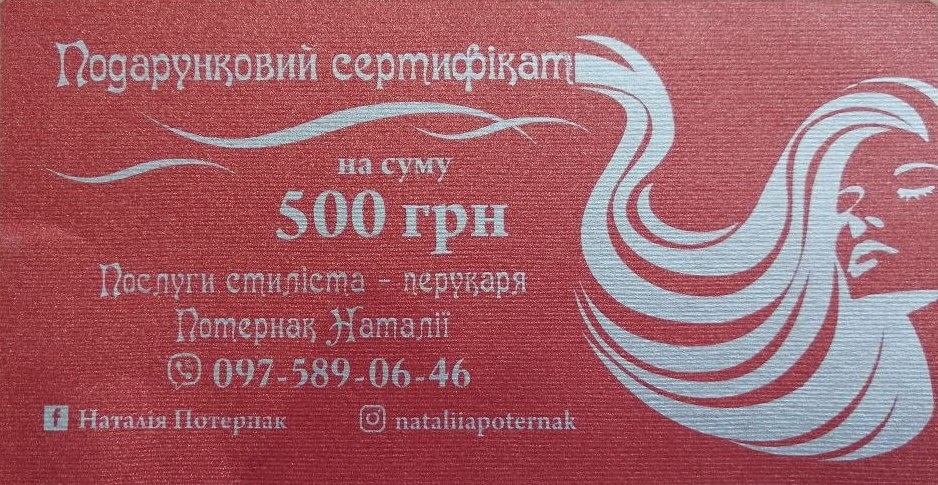 Подарунковий сертифікат
на суму
500 грн
Послуги стиліста - перукаря
Потернак Наталії
097-589-06-46
Наталія Потернак nataliiapoternak